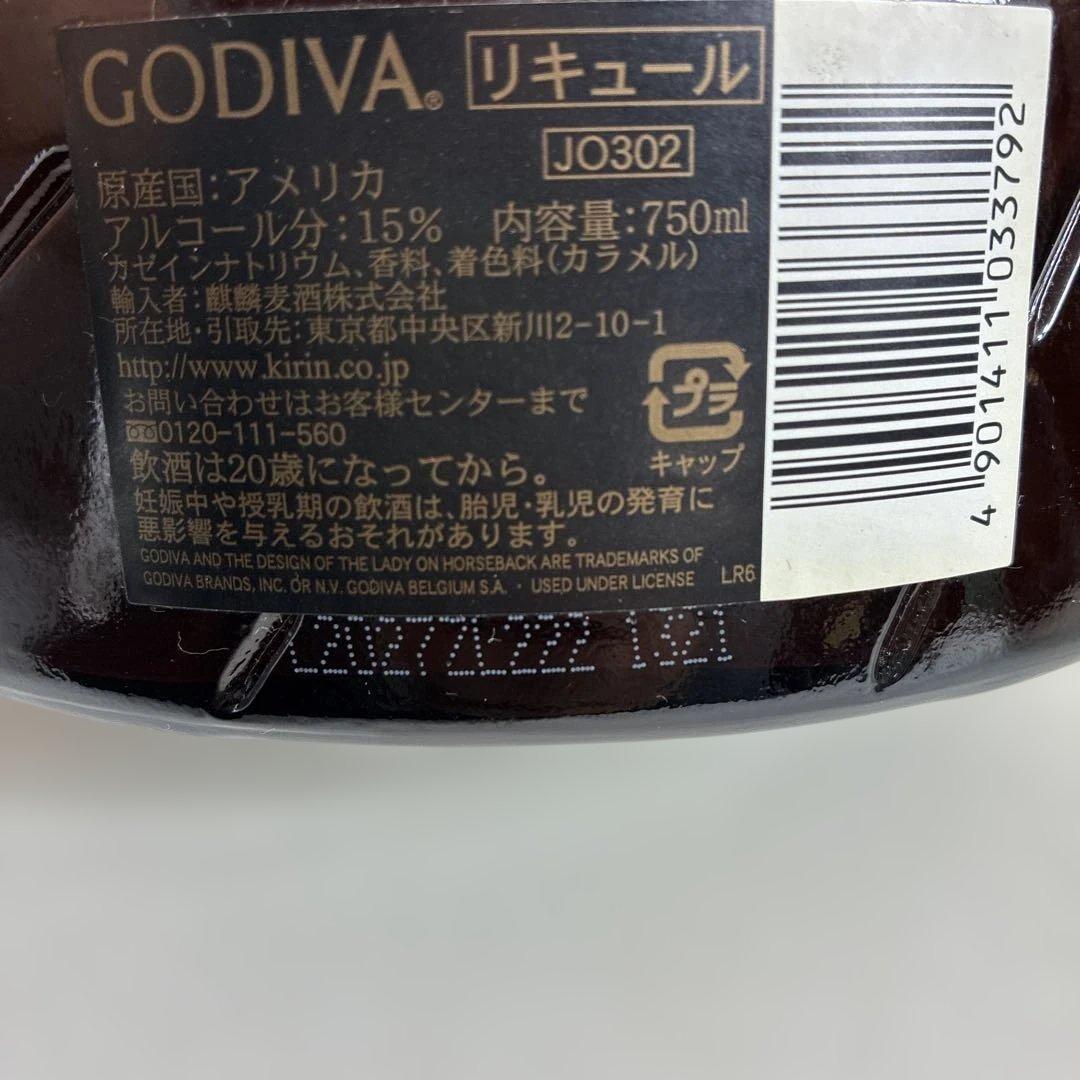 GODIVA® リキュール
JO302
原産国:アメリカ
アルコール分:15% 内容量:750ml
カゼインナトリウム、香料、着色料(カラメル)
輸入者:麒麟麦酒株式会社
所在地・引取先:東京都中央区新川2-10-1
http://www.kirin.co.jp
お問い合わせはお客様センターまで
0120-111-560
プラ
キャップ
飲酒は20歳になってから。
妊娠中や授乳期の飲酒は、胎児・乳児の発育に
悪影響を与えるおそれがあります。
GODIVA AND THE DESIGN OF THE LADY ON HORSEBACK ARE TRADEMARKS OF
GODIVA BRANDS, INC. OR N.V. GODIVA BELGIUM S.A. · USED UNDER LICENSE LR6
4 901411 033792